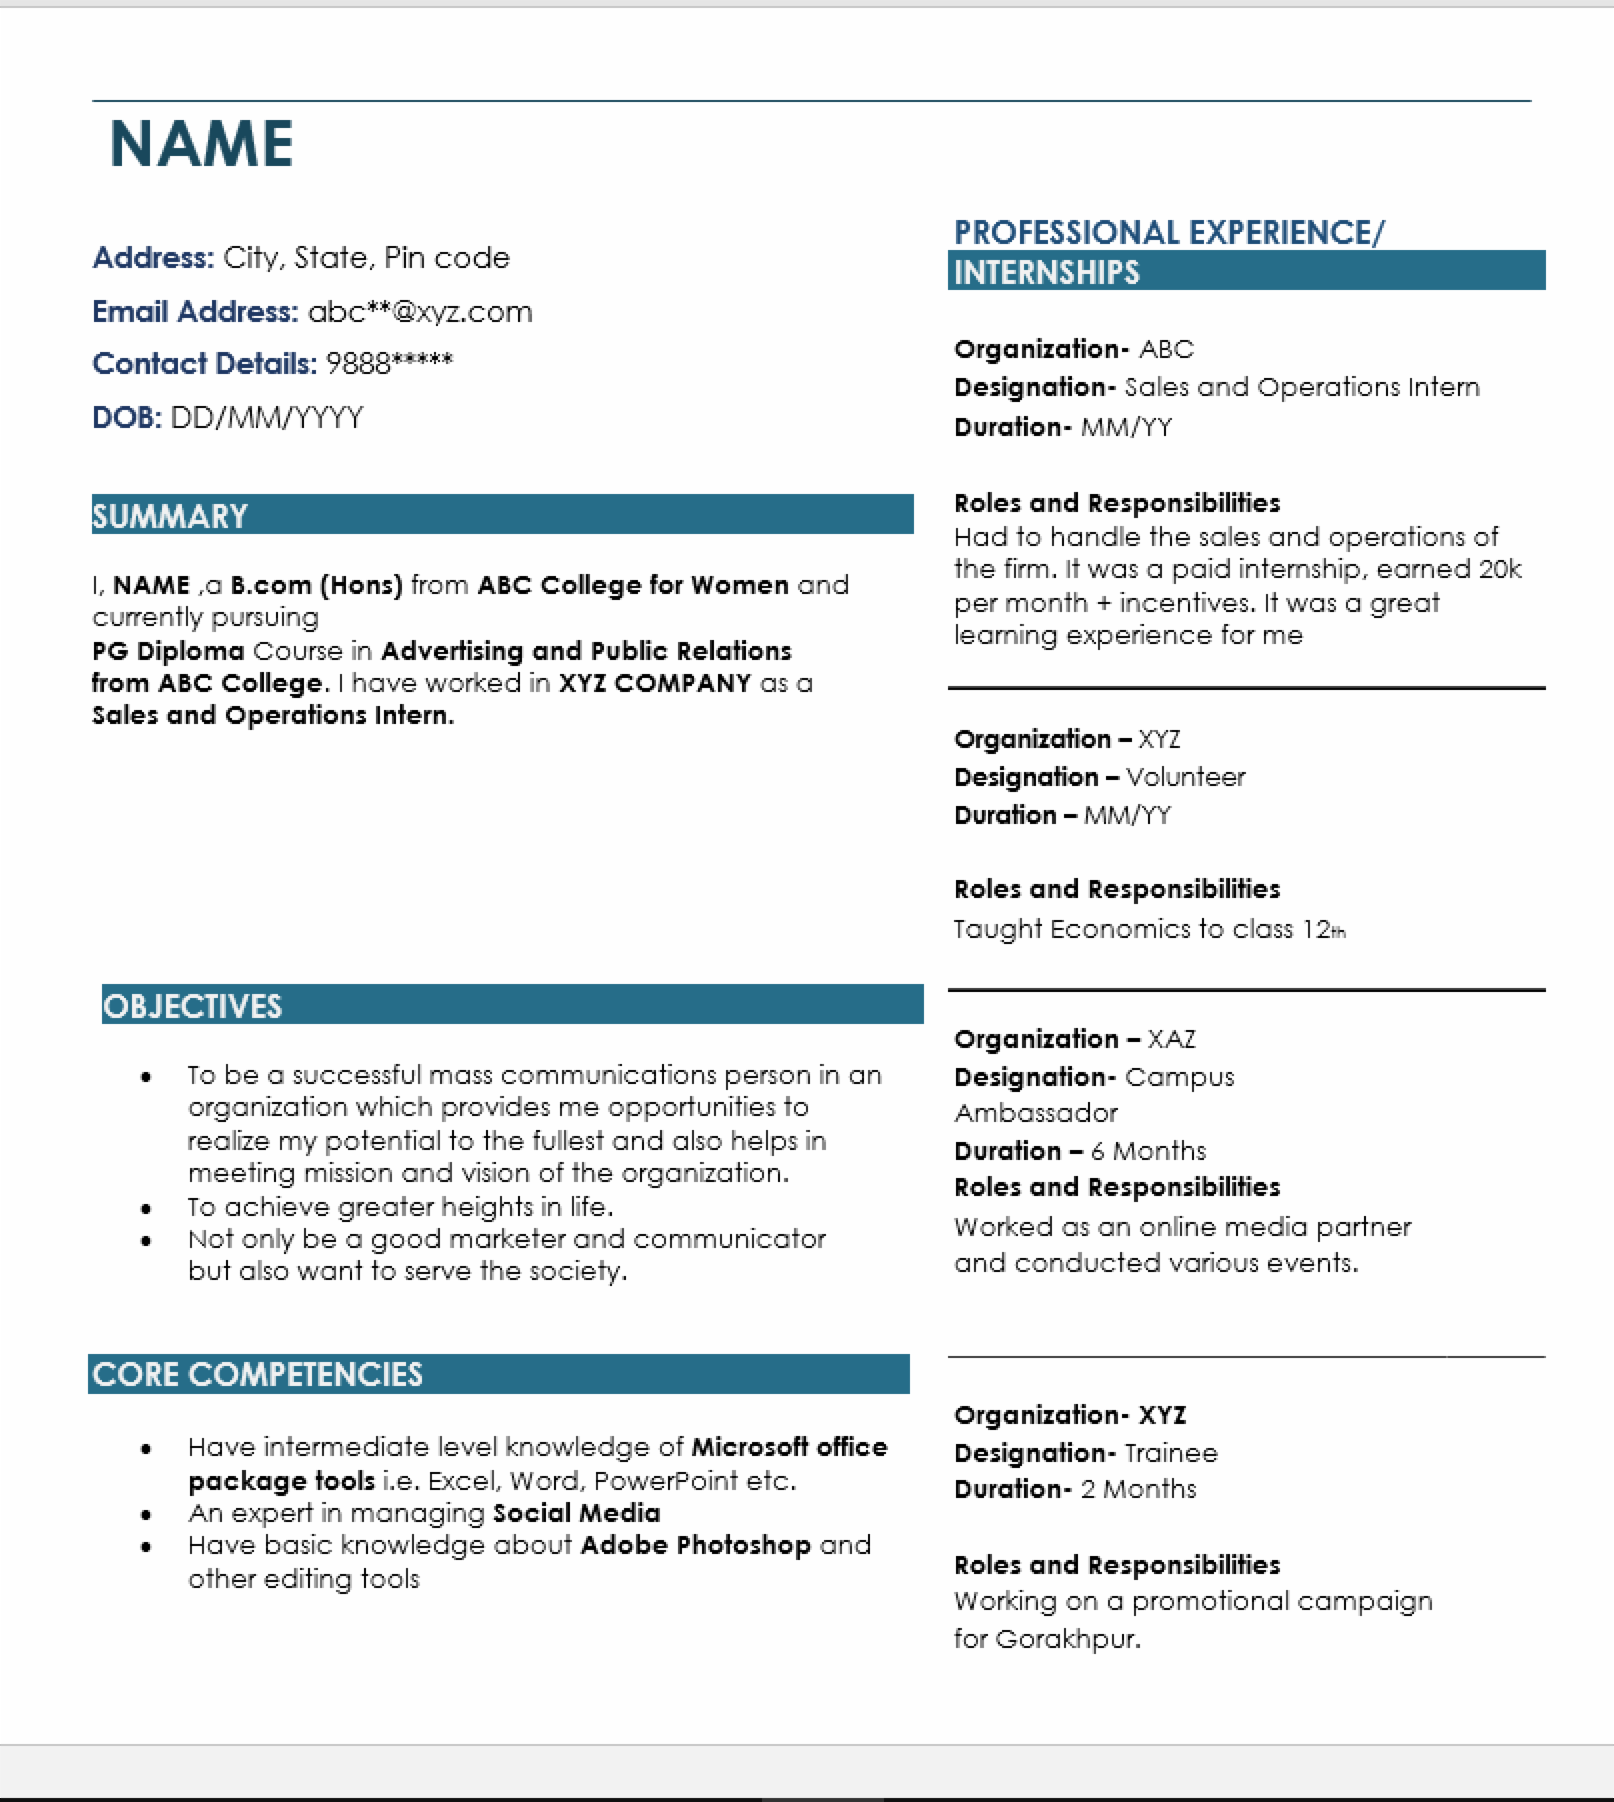 NAME
Address: City, State, Pin code
Email Address: abc**@xyz.com
Contact Details: 9888*****
DOB: DD/MM/YYYY
SUMMARY
I, NAME ,a B.com (Hons) from ABC College for Women and
currently pursuing
PG Diploma Course in Advertising and Public Relations
from ABC College. I have worked in XYZ COMPANY as a
Sales and Operations Intern.
OBJECTIVES
• To be a successful mass communications person in an
organization which provides me opportunities to
realize my potential to the fullest and also helps in
meeting mission and vision of the organization.
• To achieve greater heights in life.
• Not only be a good marketer and communicator
but also want to serve the society.
CORE COMPETENCIES
• Have intermediate level knowledge of Microsoft office
package tools i.e. Excel, Word, PowerPoint etc.
• An expert in managing Social Media
• Have basic knowledge about Adobe Photoshop and
other editing tools
PROFESSIONAL EXPERIENCE/
INTERNSHIPS
Organization- ABC
Designation- Sales and Operations Intern
Duration- MM/YY
Roles and Responsibilities
Had to handle the sales and operations of
the firm. It was a paid internship, earned 20k
per month + incentives. It was a great
learning experience for me
Organization – XYZ
Designation – Volunteer
Duration – MM/YY
Roles and Responsibilities
Taught Economics to class 12th
Organization – XAZ
Designation- Campus
Ambassador
Duration – 6 Months
Roles and Responsibilities
Worked as an online media partner
and conducted various events.
Organization- XYZ
Designation- Trainee
Duration- 2 Months
Roles and Responsibilities
Working on a promotional campaign
for Gorakhpur.